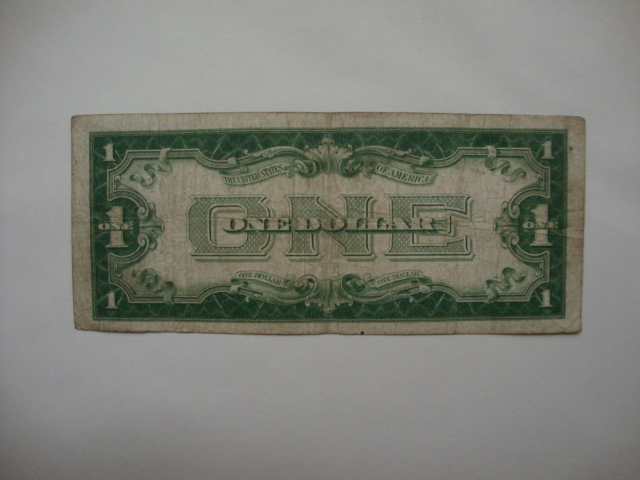 1 1
THE UNITED STATES OF AMERICA
ONE
1 ONE ONE DOLLAR 1 ONE
ONE DOLLAR ONE DOLLAR
1 1